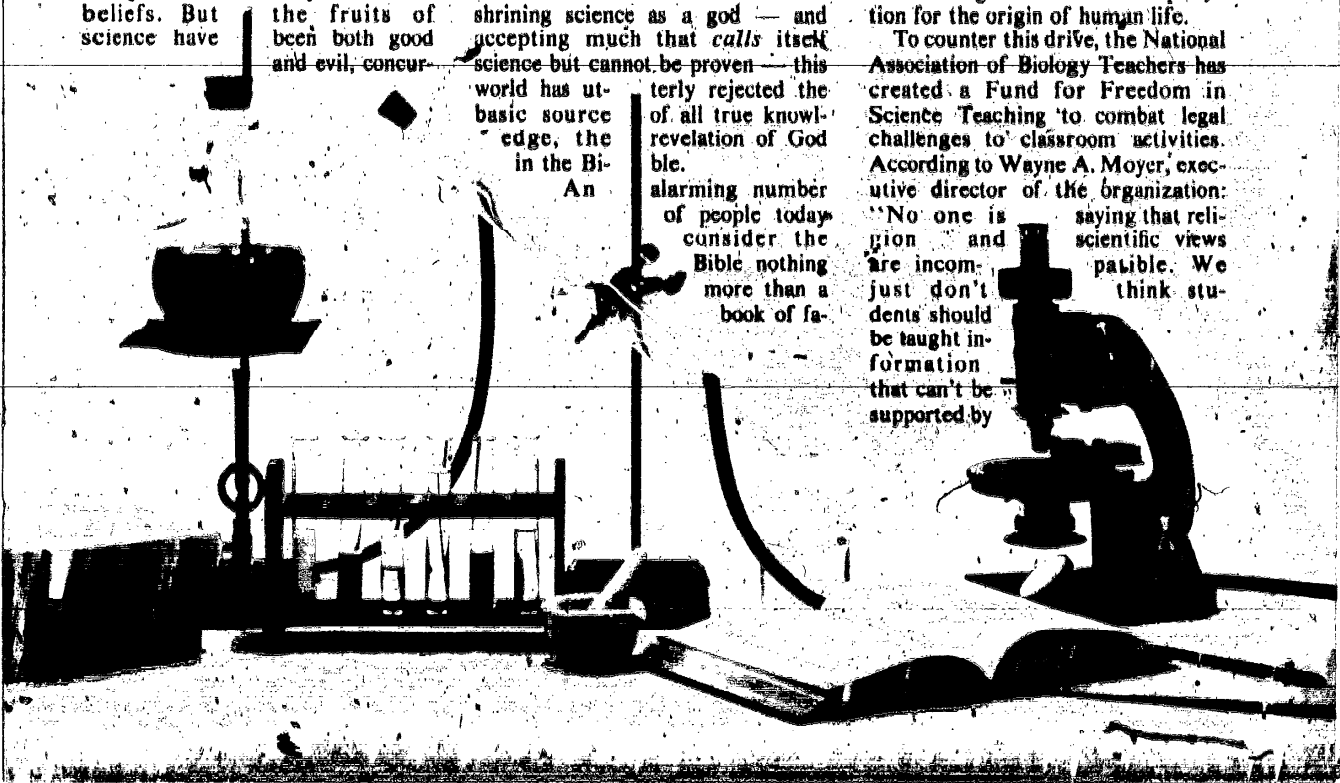 beliefs. But the fruits of
science have been both good
and evil, concur-
shrining science as a god — and
accepting much that calls itself
science but cannot be proven — this
world has ut- terly rejected the
basic source of all true knowl-
edge, the revelation of God
in the Bi- ble.
An alarming number
of people today
consider the
Bible nothing
more than a
book of fa-
tion for the origin of human life.
To counter this drive, the National
Association of Biology Teachers has
created a Fund for Freedom in
Science Teaching to combat legal
challenges to classroom activities.
According to Wayne A. Moyer, exec-
utive director of the organization:
"No one is saying that reli-
gion and scientific views
are incom- patible. We
just don't think stu-
dents should
be taught in-
formation
that can't be
supported by